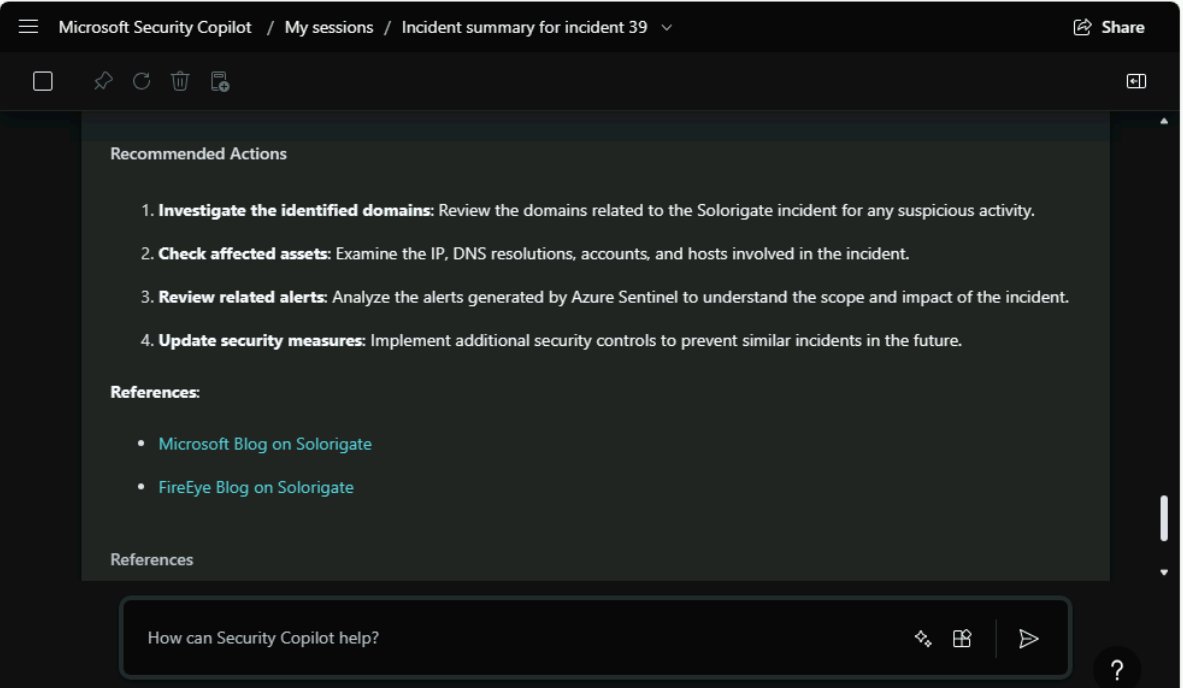 Microsoft Security Copilot / My sessions / Incident summary for incident 39
Share
Recommended Actions
1. Investigate the identified domains: Review the domains related to the Solorigate incident for any suspicious activity.
2. Check affected assets: Examine the IP, DNS resolutions, accounts, and hosts involved in the incident.
3. Review related alerts: Analyze the alerts generated by Azure Sentinel to understand the scope and impact of the incident.
4. Update security measures: Implement additional security controls to prevent similar incidents in the future.
References:
• Microsoft Blog on Solorigate
• FireEye Blog on Solorigate
References
How can Security Copilot help?
?